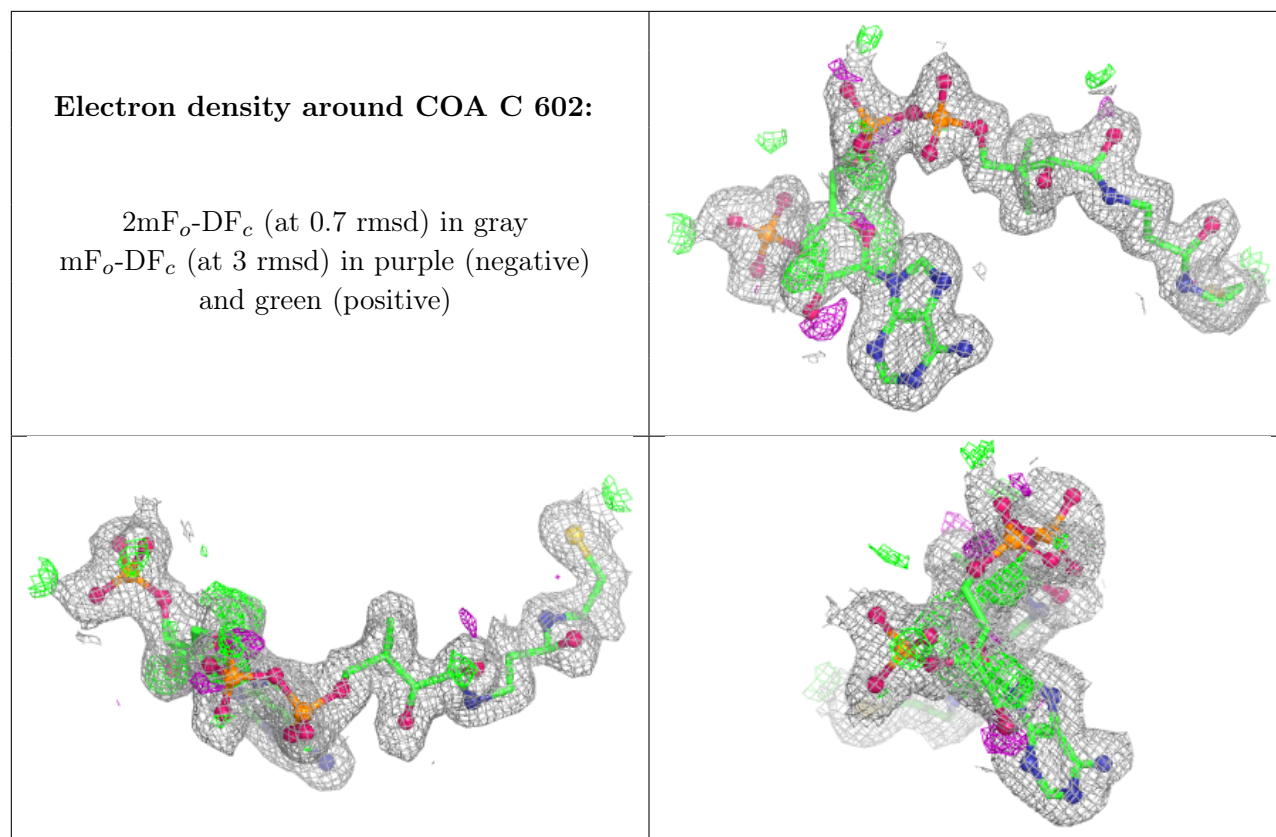 Electron density around COA C 602:
2mFₒ-DF𝒸 (at 0.7 rmsd) in gray
mFₒ-DF𝒸 (at 3 rmsd) in purple (negative)
and green (positive)